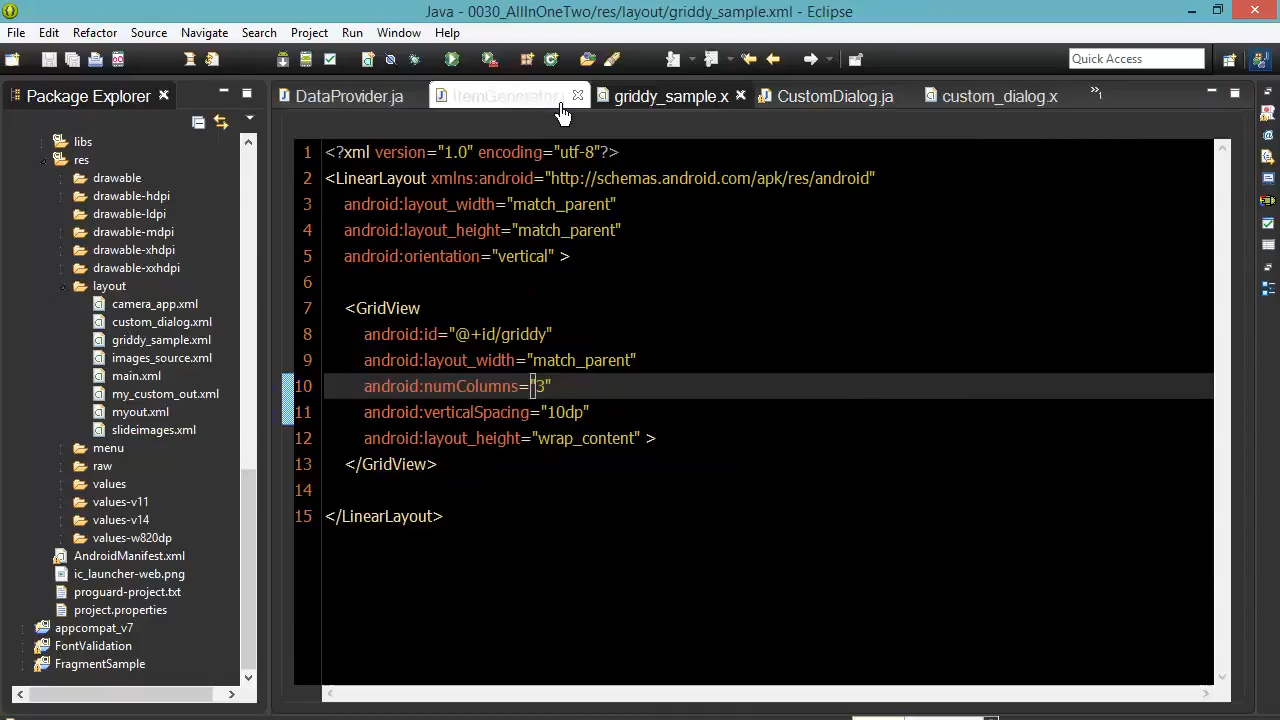 Java - 0030_AllInOneTwo/res/layout/griddy_sample.xml - Eclipse
File Edit Refactor Source Navigate Search Project Run Window Help
Quick Access
Package Explorer
DataProvider.ja
ItemGenerator.j
griddy_sample.x
CustomDialog.ja
custom_dialog.x
libs
res
drawable
drawable-hdpi
drawable-ldpi
drawable-mdpi
drawable-xhdpi
drawable-xxhdpi
layout
camera_app.xml
custom_dialog.xml
griddy_sample.xml
images_source.xml
main.xml
my_custom_out.xml
myout.xml
slideimages.xml
menu
raw
values
values-v11
values-v14
values-w820dp
AndroidManifest.xml
ic_launcher-web.png
proguard-project.txt
project.properties
appcompat_v7
FontValidation
FragmentSample
1 <?xml version="1.0" encoding="utf-8"?>
2 <LinearLayout xmlns:android="http://schemas.android.com/apk/res/android"
3 android:layout_width="match_parent"
4 android:layout_height="match_parent"
5 android:orientation="vertical" >
6
7 <GridView
8 android:id="@+id/griddy"
9 android:layout_width="match_parent"
10 android:numColumns="3"
11 android:verticalSpacing="10dp"
12 android:layout_height="wrap_content" >
13 </GridView>
14
15 </LinearLayout>